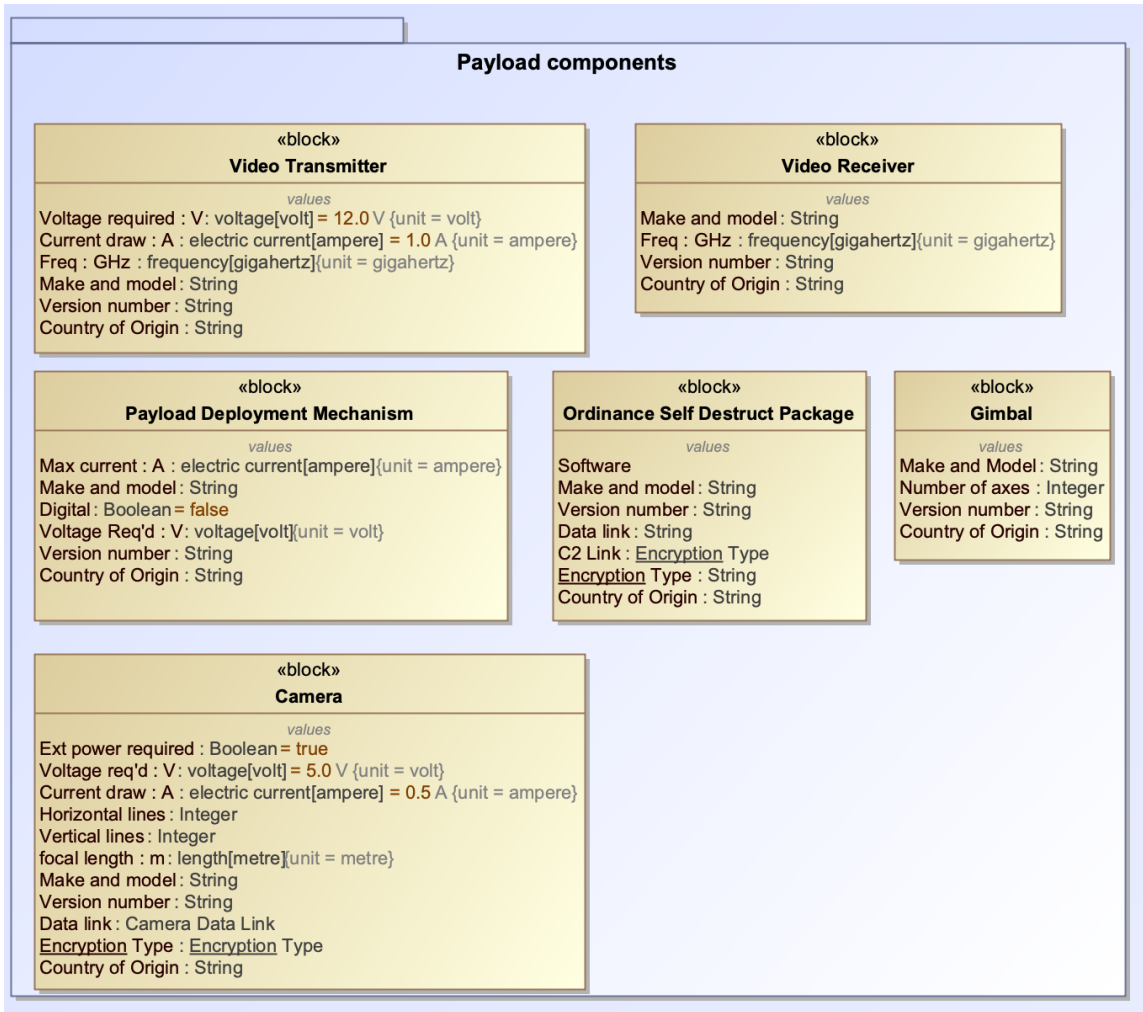 Payload components
«block»
Video Transmitter
values
Voltage required : V: voltage[volt] = 12.0 V {unit = volt}
Current draw : A : electric current[ampere] = 1.0 A {unit = ampere}
Freq : GHz : frequency[gigahertz]{unit = gigahertz}
Make and model : String
Version number : String
Country of Origin : String
«block»
Video Receiver
values
Make and model : String
Freq : GHz : frequency[gigahertz]{unit = gigahertz}
Version number : String
Country of Origin : String
«block»
Payload Deployment Mechanism
values
Max current : A : electric current[ampere]{unit = ampere}
Make and model : String
Digital : Boolean = false
Voltage Req'd : V: voltage[volt]{unit = volt}
Version number : String
Country of Origin : String
«block»
Ordinance Self Destruct Package
values
Software
Make and model : String
Version number : String
Data link : String
C2 Link : Encryption Type
Encryption Type : String
Country of Origin : String
«block»
Gimbal
values
Make and Model : String
Number of axes : Integer
Version number : String
Country of Origin : String
«block»
Camera
values
Ext power required : Boolean = true
Voltage req'd : V: voltage[volt] = 5.0 V {unit = volt}
Current draw : A : electric current[ampere] = 0.5 A {unit = ampere}
Horizontal lines : Integer
Vertical lines : Integer
focal length : m : length[metre]{unit = metre}
Make and model : String
Version number : String
Data link : Camera Data Link
Encryption Type : Encryption Type
Country of Origin : String